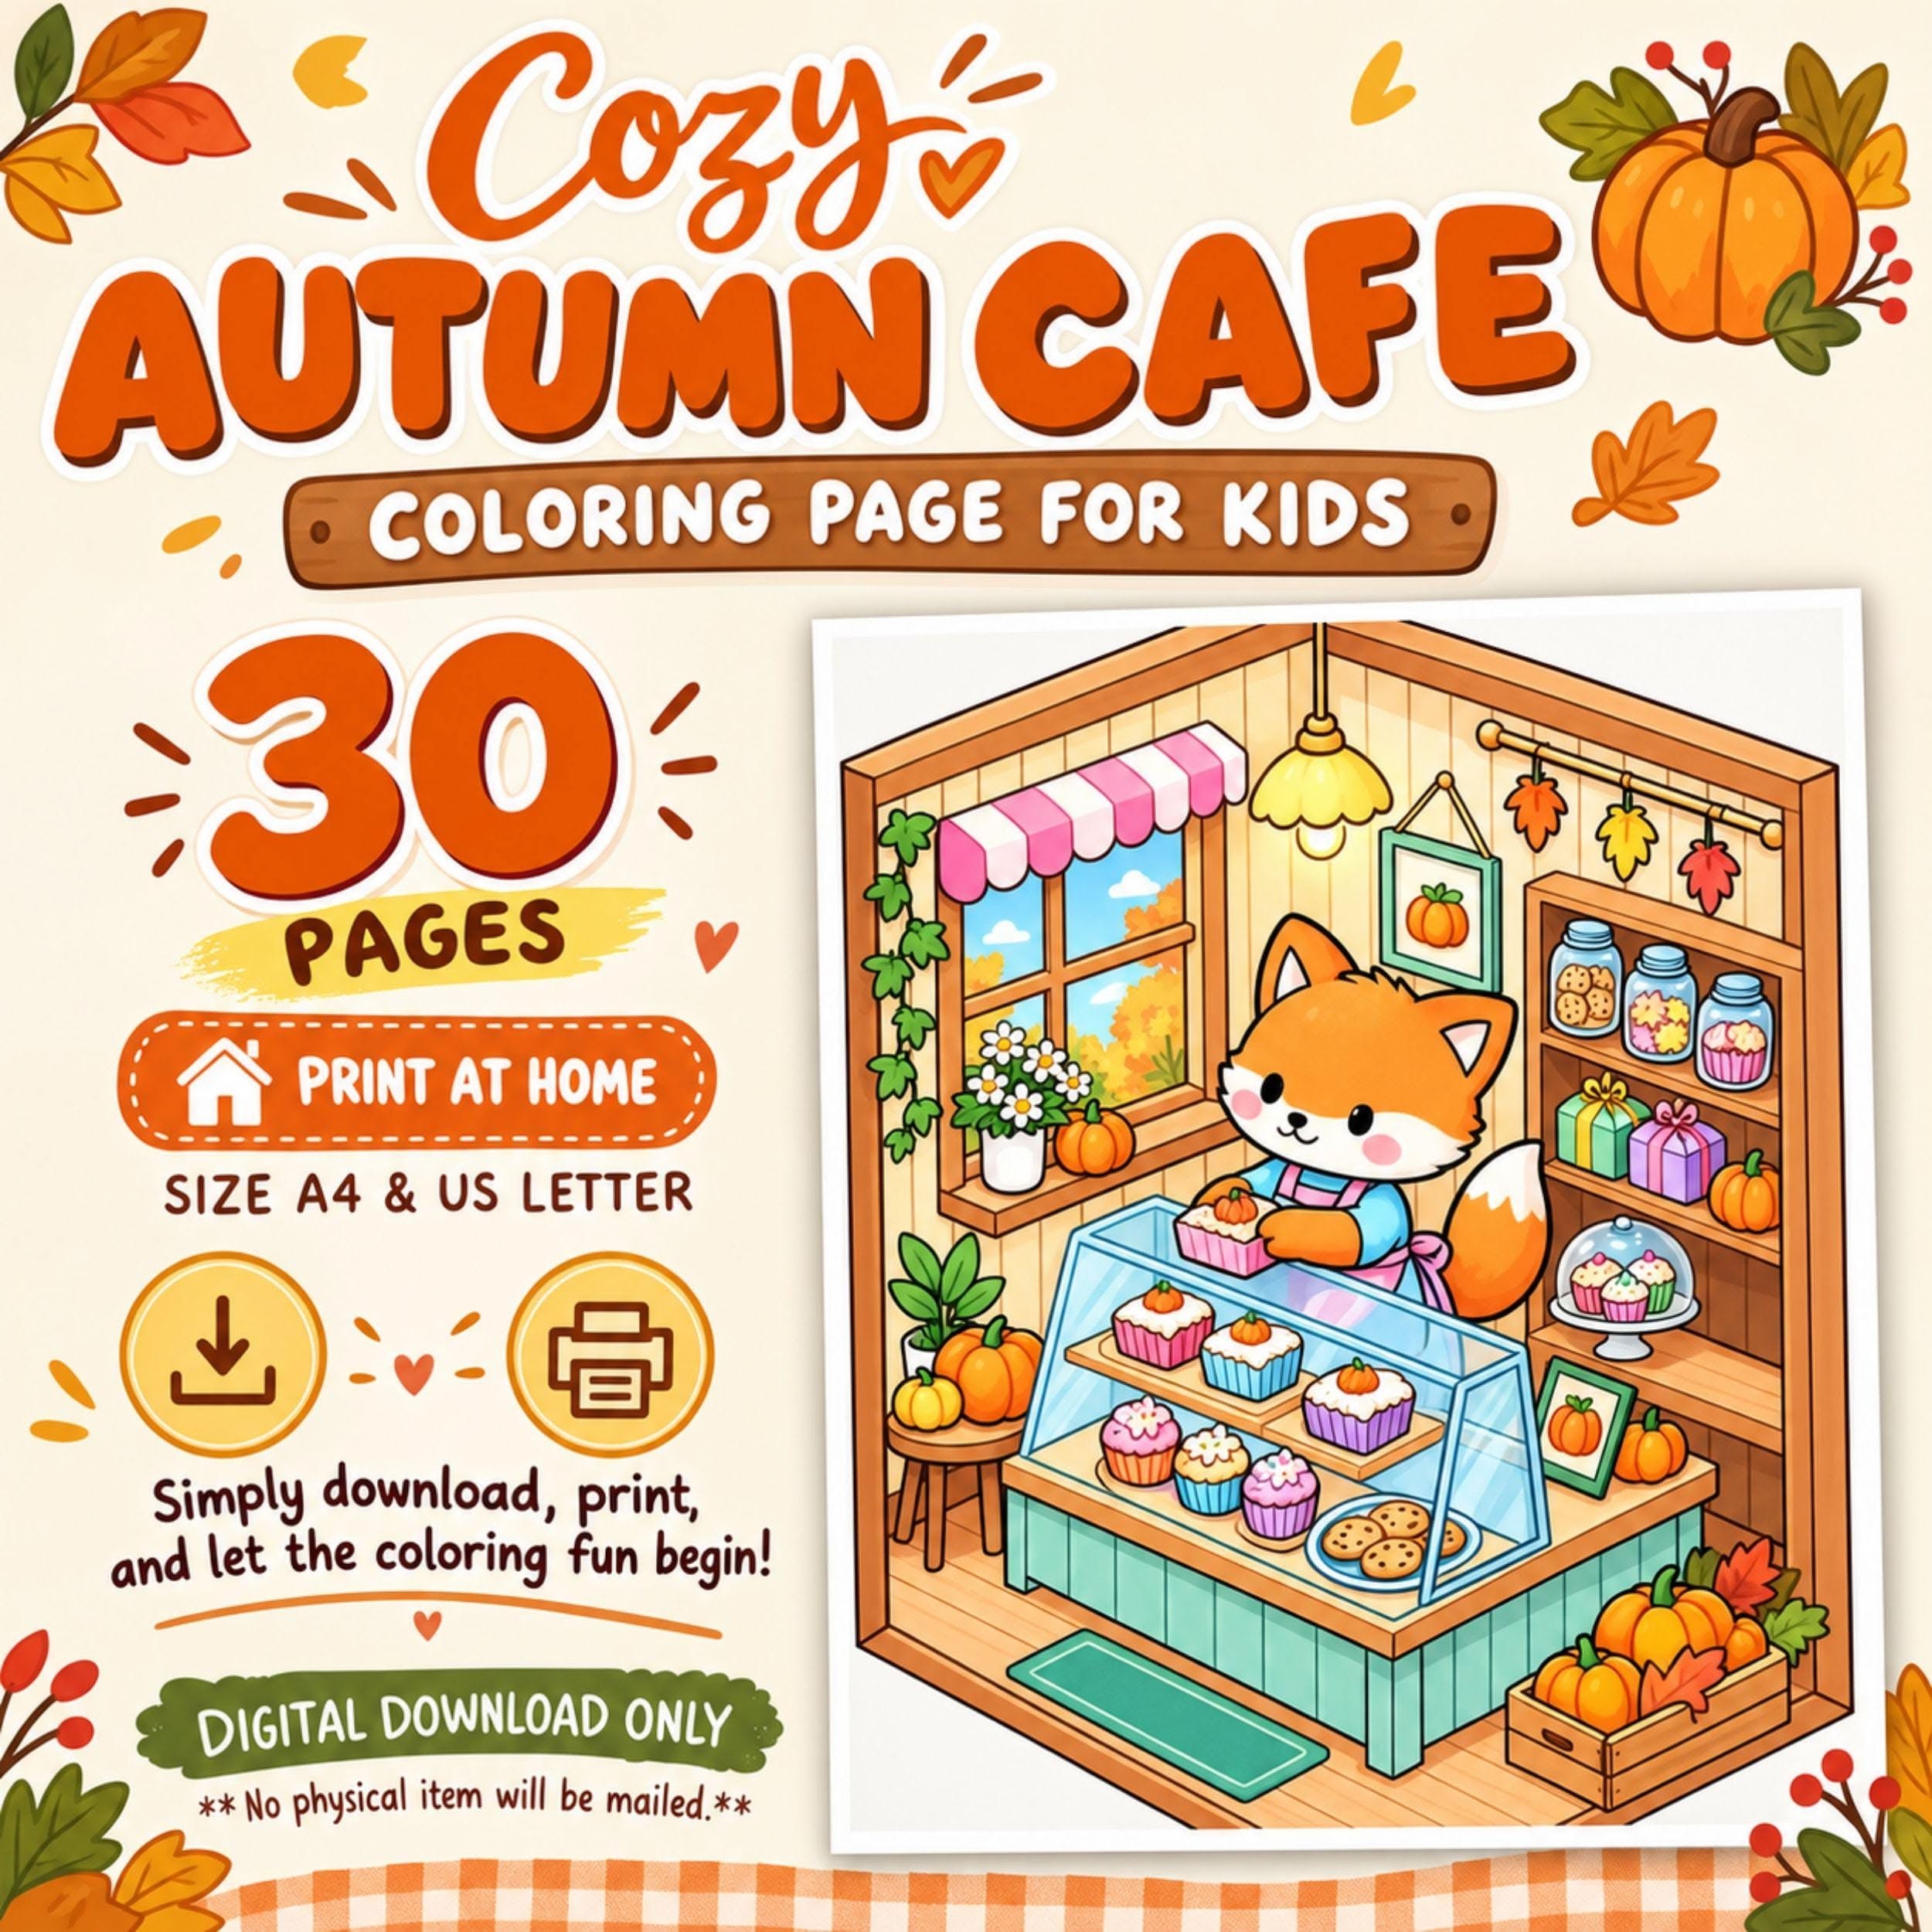 Cozy
AUTUMN CAFE
COLORING PAGE FOR KIDS
30
PAGES
PRINT AT HOME
SIZE A4 & US LETTER
Simply download, print,
and let the coloring fun begin!
DIGITAL DOWNLOAD ONLY
** No physical item will be mailed.**